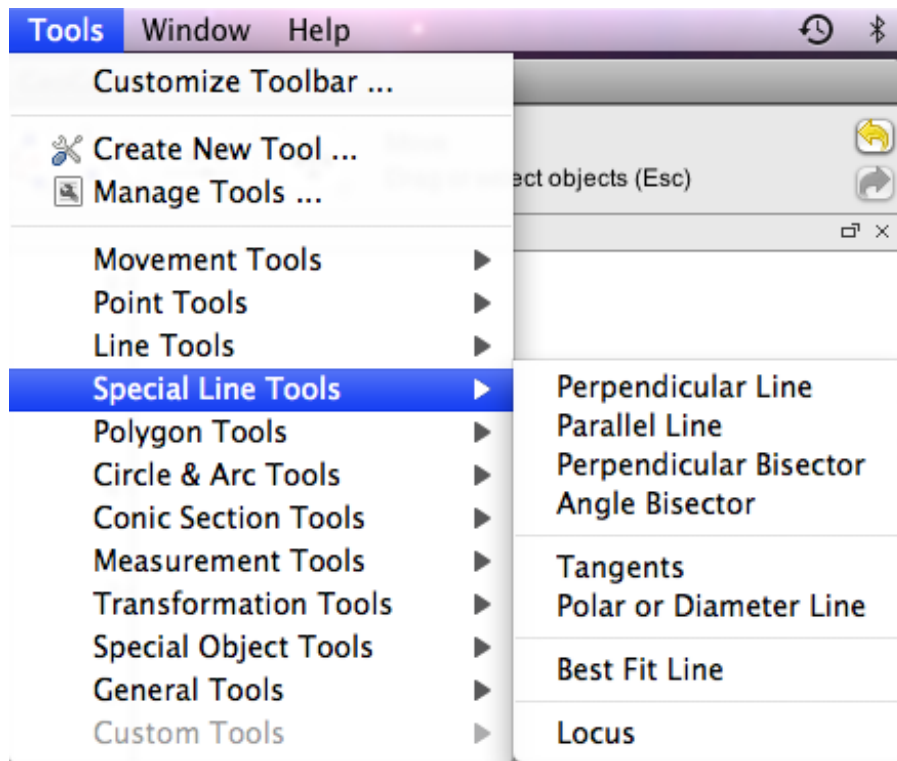 Tools Window Help
Customize Toolbar ...
Create New Tool ...
Manage Tools ...
ect objects (Esc)
Movement Tools
Point Tools
Line Tools
Special Line Tools
Polygon Tools
Circle & Arc Tools
Conic Section Tools
Measurement Tools
Transformation Tools
Special Object Tools
General Tools
Custom Tools
Perpendicular Line
Parallel Line
Perpendicular Bisector
Angle Bisector
Tangents
Polar or Diameter Line
Best Fit Line
Locus